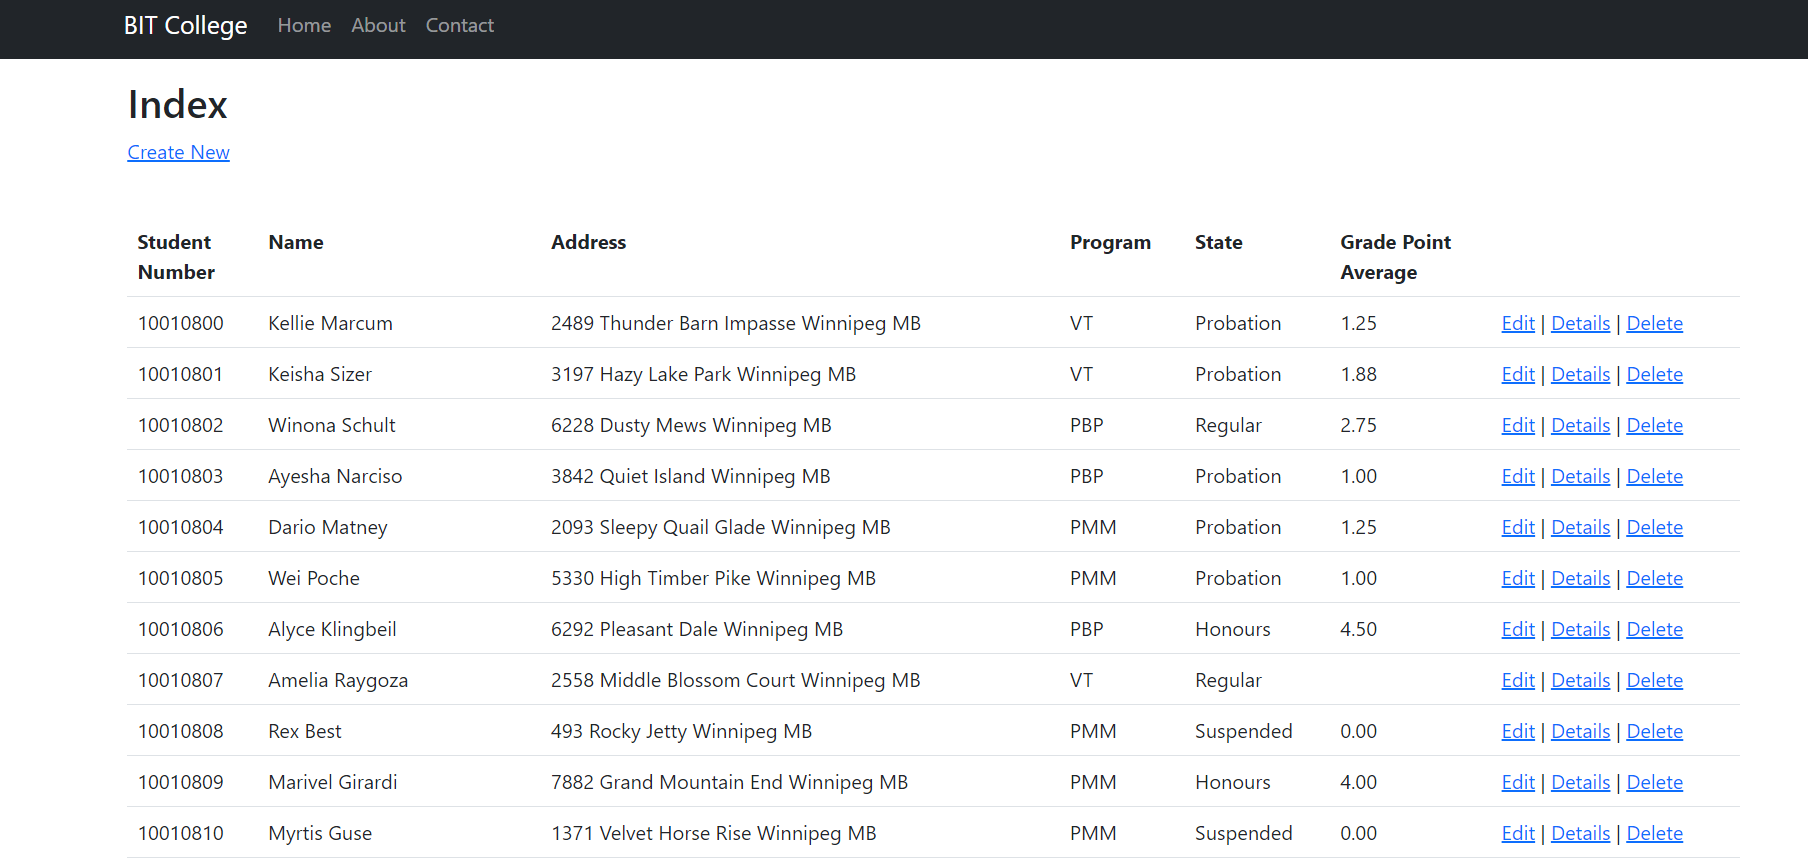 BIT College Home About Contact
Index
Create New
Student Number Name Address Program State Grade Point Average
10010800 Kellie Marcum 2489 Thunder Barn Impasse Winnipeg MB VT Probation 1.25 Edit | Details | Delete
10010801 Keisha Sizer 3197 Hazy Lake Park Winnipeg MB VT Probation 1.88 Edit | Details | Delete
10010802 Winona Schult 6228 Dusty Mews Winnipeg MB PBP Regular 2.75 Edit | Details | Delete
10010803 Ayesha Narciso 3842 Quiet Island Winnipeg MB PBP Probation 1.00 Edit | Details | Delete
10010804 Dario Matney 2093 Sleepy Quail Glade Winnipeg MB PMM Probation 1.25 Edit | Details | Delete
10010805 Wei Poche 5330 High Timber Pike Winnipeg MB PMM Probation 1.00 Edit | Details | Delete
10010806 Alyce Klingbeil 6292 Pleasant Dale Winnipeg MB PBP Honours 4.50 Edit | Details | Delete
10010807 Amelia Raygoza 2558 Middle Blossom Court Winnipeg MB VT Regular Edit | Details | Delete
10010808 Rex Best 493 Rocky Jetty Winnipeg MB PMM Suspended 0.00 Edit | Details | Delete
10010809 Marivel Girardi 7882 Grand Mountain End Winnipeg MB PMM Honours 4.00 Edit | Details | Delete
10010810 Myrtis Guse 1371 Velvet Horse Rise Winnipeg MB PMM Suspended 0.00 Edit | Details | Delete